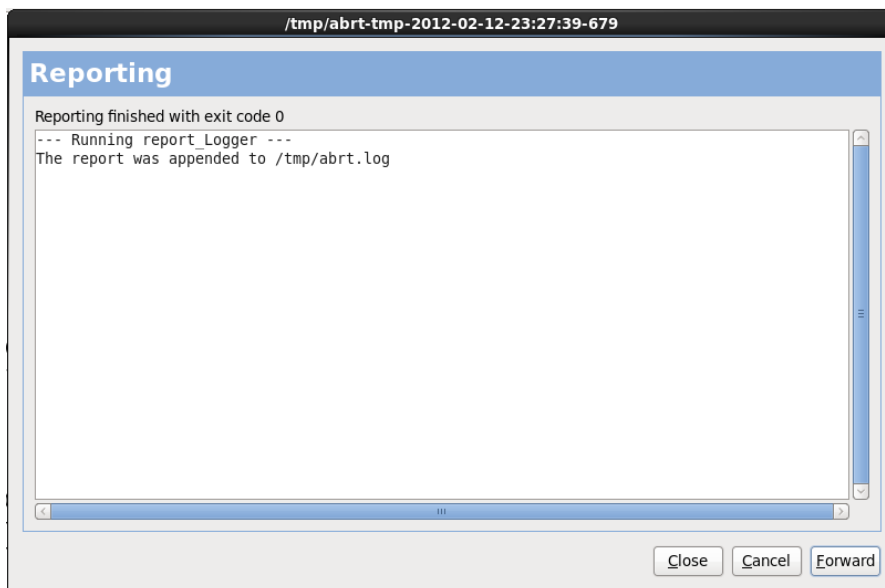 /tmp/abrt-tmp-2012-02-12-23:27:39-679
Reporting
Reporting finished with exit code 0
--- Running report_Logger ---
The report was appended to /tmp/abrt.log
Close Cancel Forward